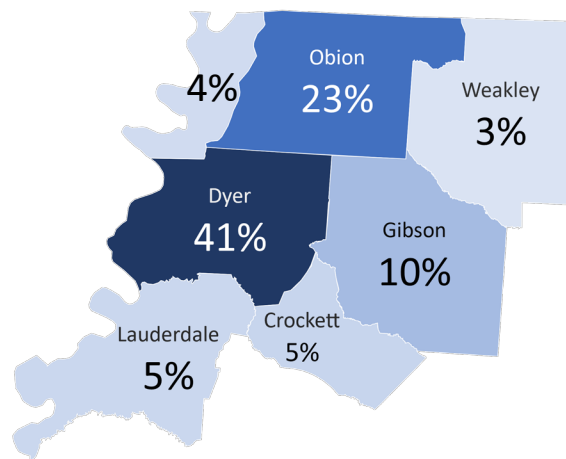 Obion
23%
4%
Weakley
3%
Dyer
41%
Gibson
10%
Crockett
5%
Lauderdale
5%